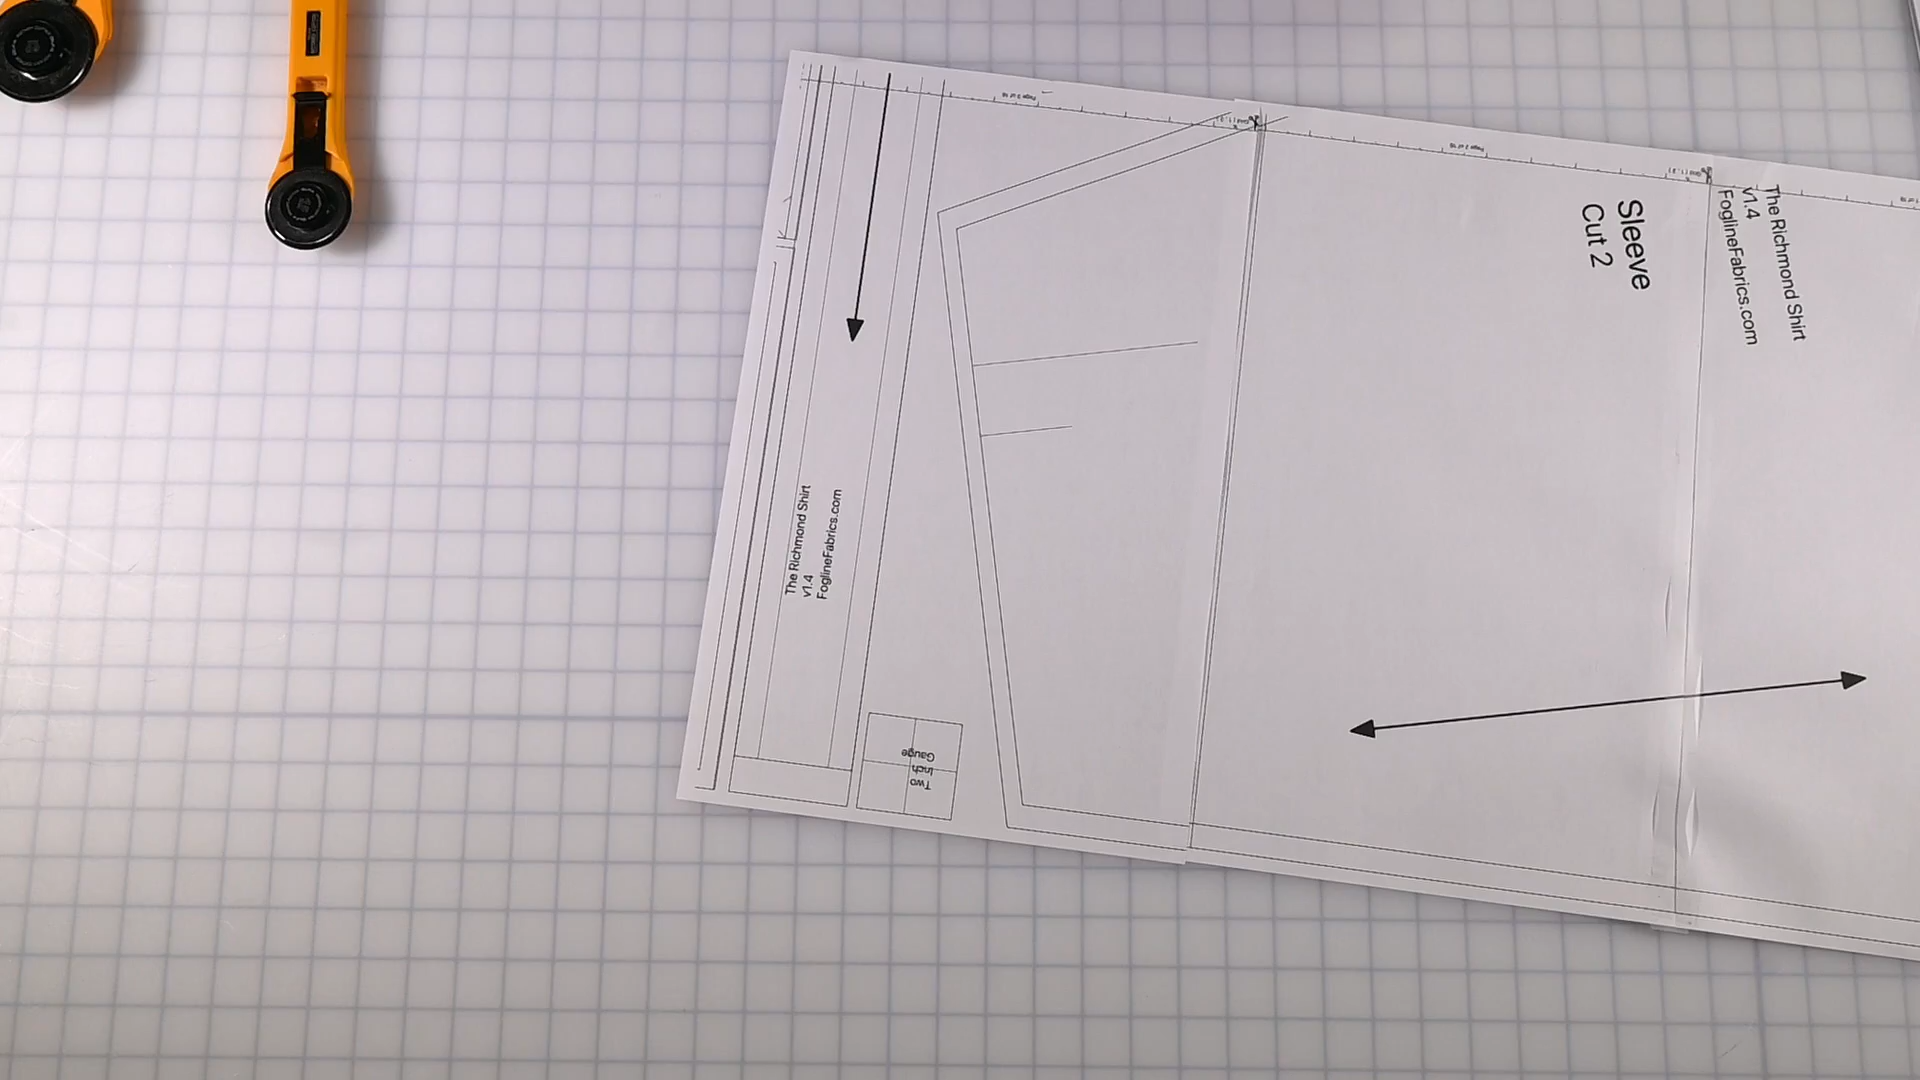 Sleeve
Cut 2
The Richmond Shirt
v1.4
FoglineFabrics.com
The Richmond Shirt
v1.4
FoglineFabrics.com
Two
Inch
Gauge